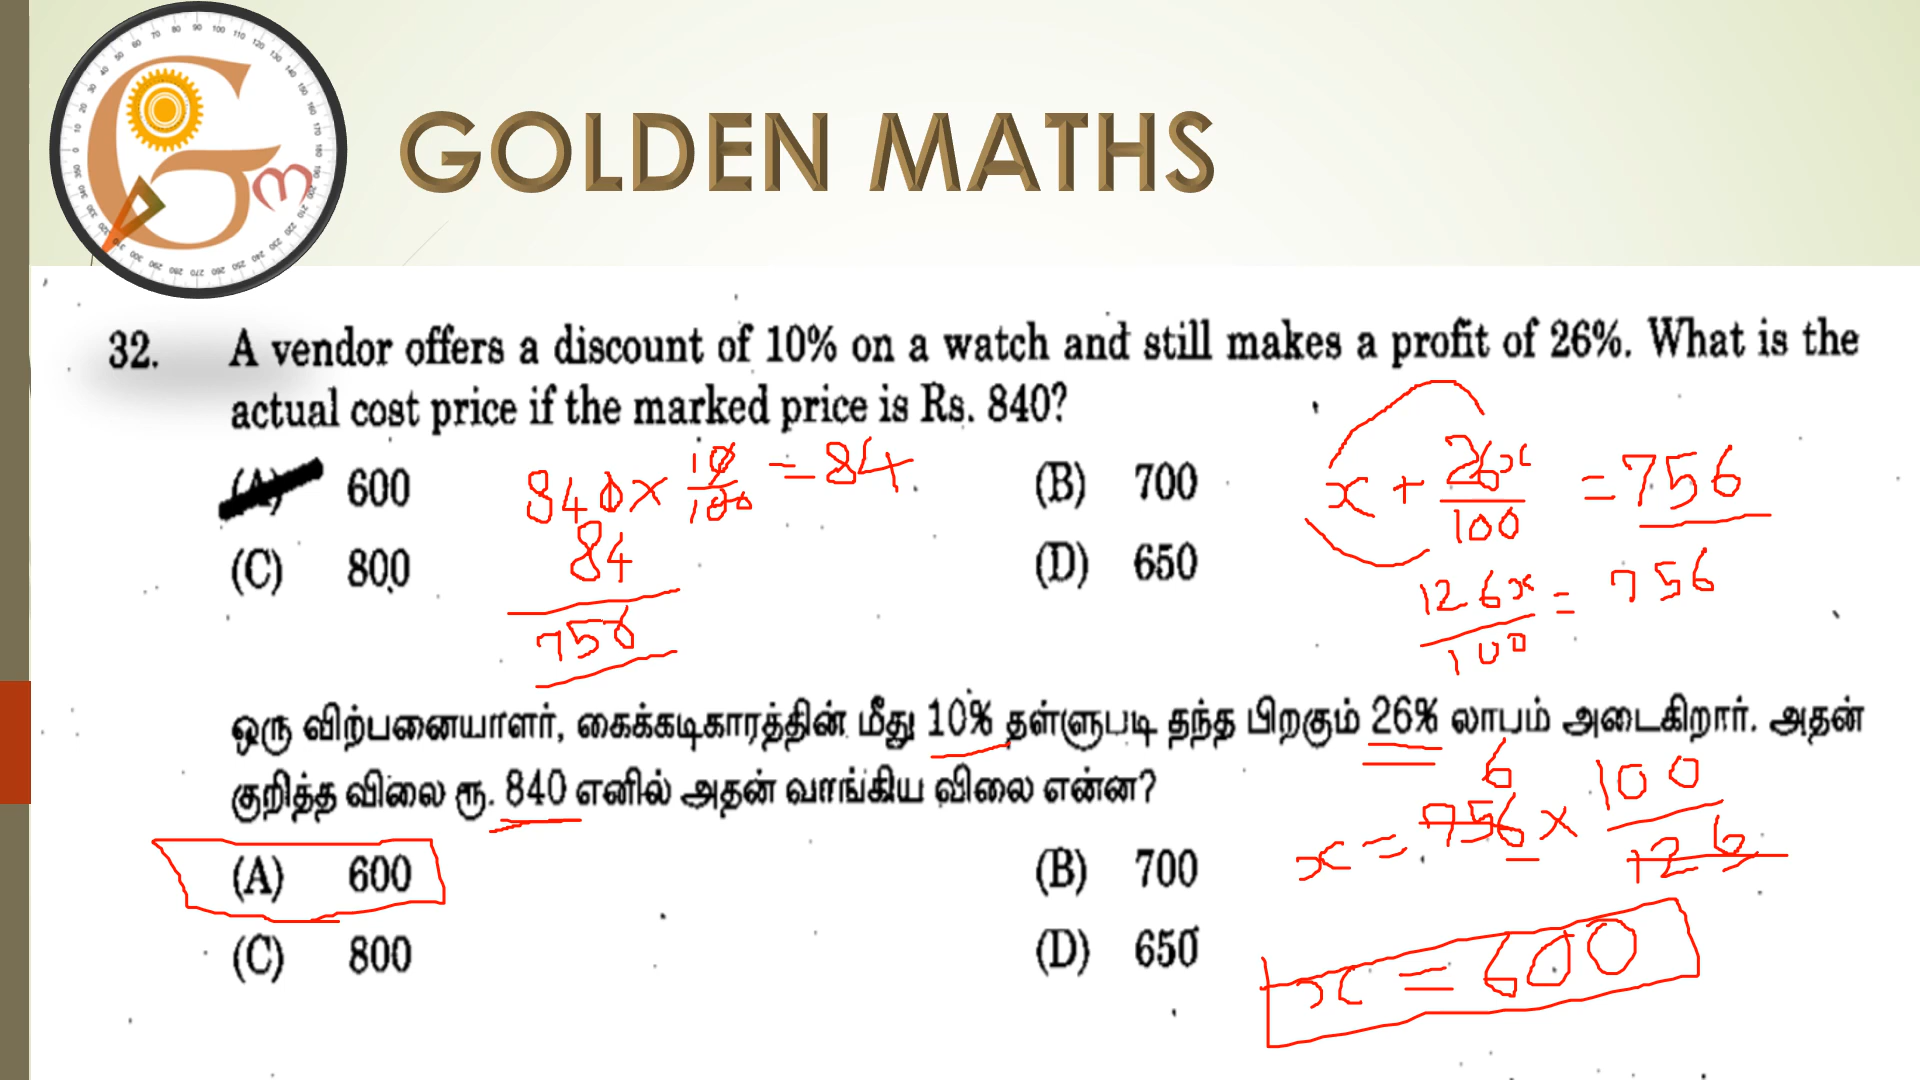 GOLDEN MATHS
32. A vendor offers a discount of 10% on a watch and still makes a profit of 26%. What is the
actual cost price if the marked price is Rs. 840?
(A) 600
840 × 10/100 = 84
(B) 700
x + 26x/100 = 756
(C) 800
84
(D) 650
756
126x/100 = 756
ஒரு விற்பனையாளர், கைக்கடிகாரத்தின் மீது 10% தள்ளுபடி தந்த பிறகும் 26% லாபம் அடைகிறார். அதன்
குறித்த விலை ரூ. 840 எனில் அதன் வாங்கிய விலை என்ன?
6
x = 756 × 100/126
(A) 600
(B) 700
(C) 800
(D) 650
x = 600